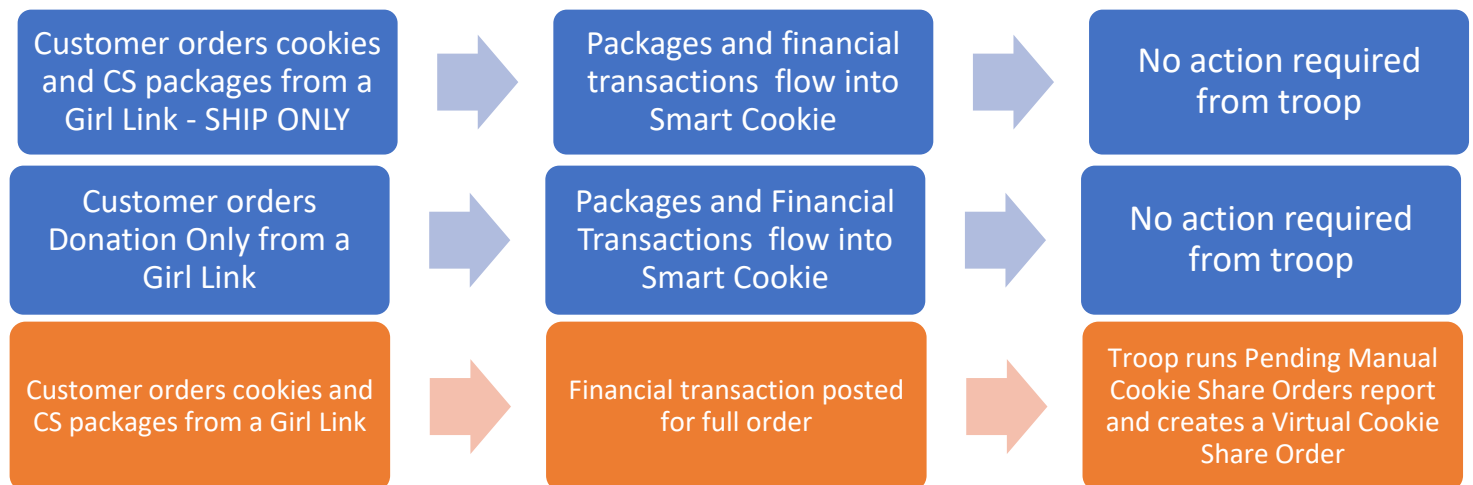 Customer orders cookies
and CS packages from a
Girl Link - SHIP ONLY
Packages and financial
transactions flow into
Smart Cookie
No action required
from troop
Customer orders
Donation Only from a
Girl Link
Packages and Financial
Transactions flow into
Smart Cookie
No action required
from troop
Customer orders cookies and
CS packages from a Girl Link
Financial transaction posted
for full order
Troop runs Pending Manual
Cookie Share Orders report
and creates a Virtual Cookie
Share Order